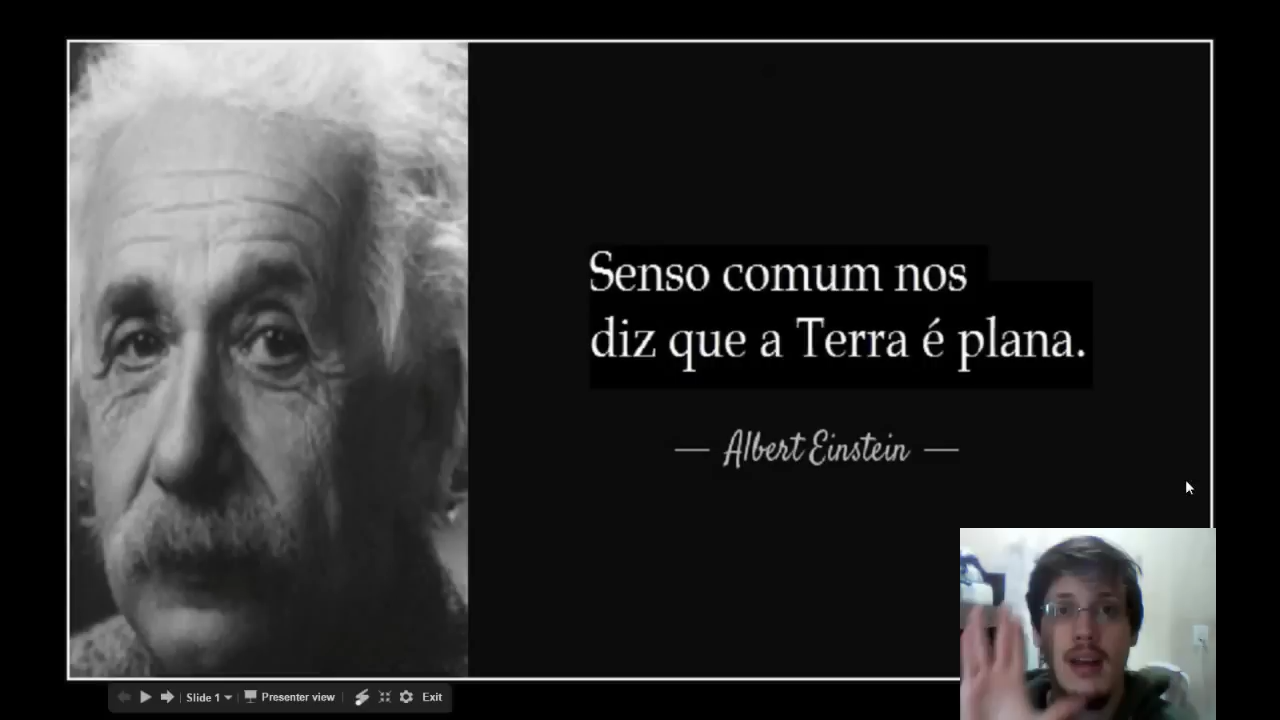 Senso comum nos
diz que a Terra é plana.
— Albert Einstein —
Slide 1
Presenter view
Exit